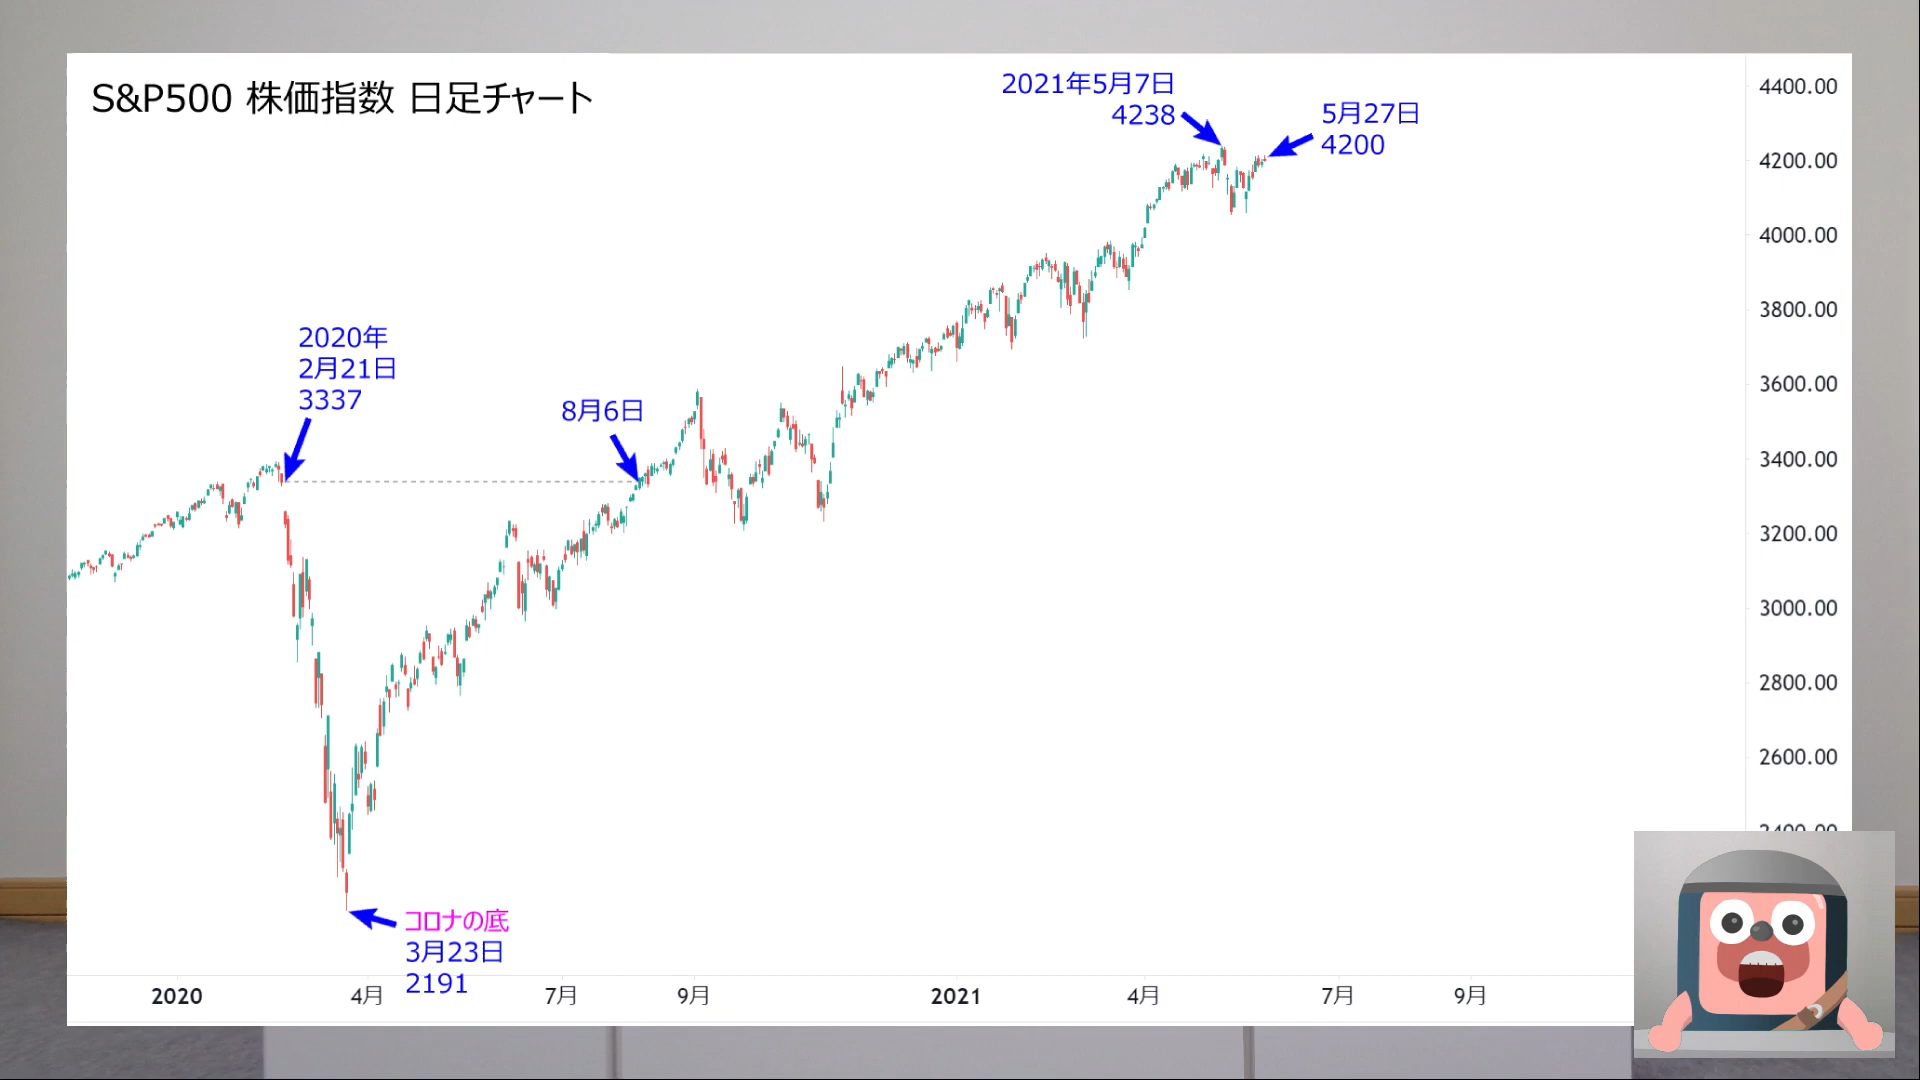 S&P500 株価指数 日足チャート
2021年5月7日
4238
5月27日
4200
2020年
2月21日
3337
8月6日
コロナの底
3月23日
2191
4400.00
4200.00
4000.00
3800.00
3600.00
3400.00
3200.00
3000.00
2800.00
2600.00
2020
4月
7月
9月
2021
4月
7月
9月